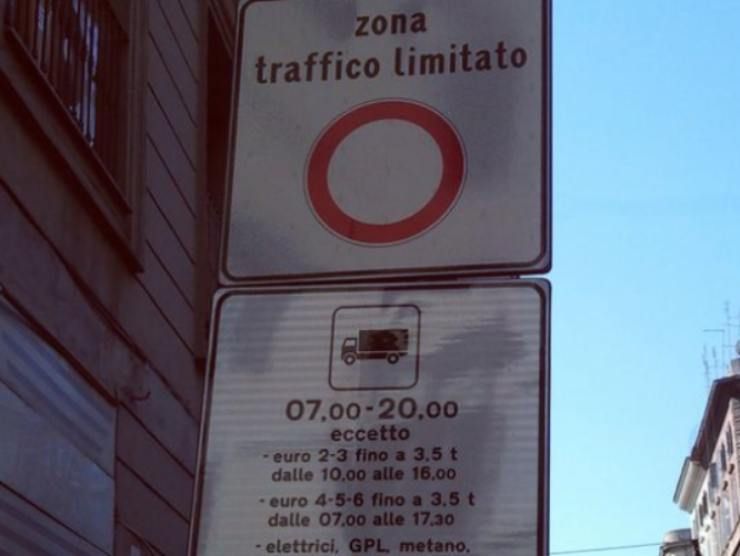 zona
traffico limitato
07,00-20,00
eccetto
- euro 2-3 fino a 3,5 t
dalle 10,00 alle 16,00
- euro 4-5-6 fino a 3,5 t
dalle 07,00 alle 17,30
- elettrici, GPL, metano,